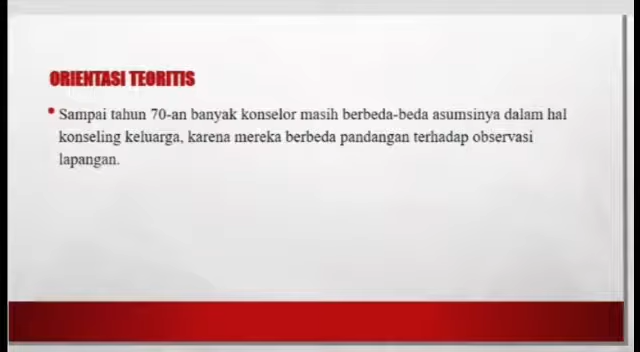 ORIENTASI TEORITIS
• Sampai tahun 70-an banyak konselor masih berbeda-beda asumsinya dalam hal
konseling keluarga, karena mereka berbeda pandangan terhadap observasi
lapangan.